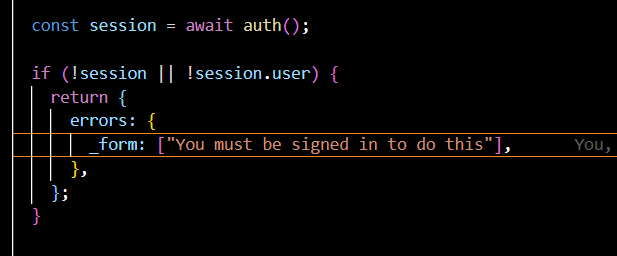 const session = await auth();
if (!session || !session.user) {
return {
errors: {
_form: ["You must be signed in to do this"], You,
},
};
}